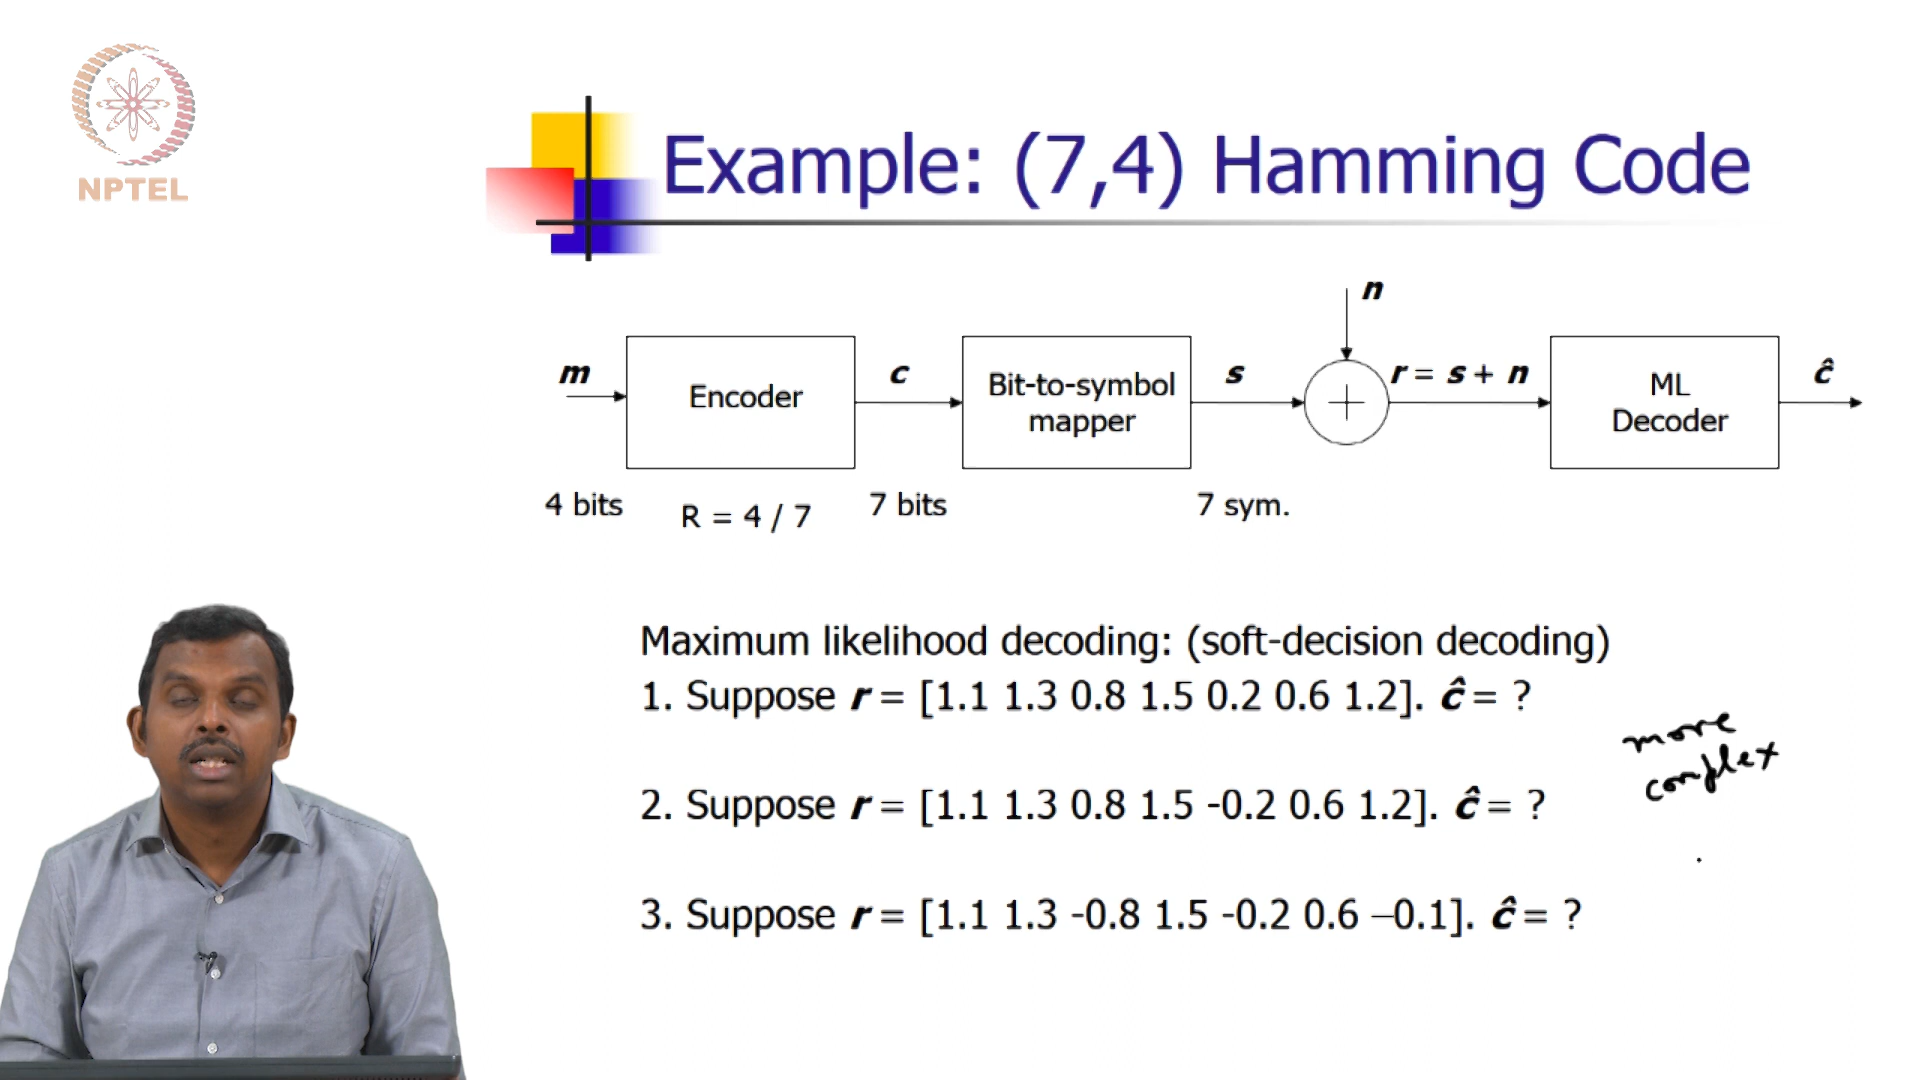 NPTEL
Example: (7,4) Hamming Code
n
m
Encoder
c
Bit-to-symbol
mapper
s
r = s + n
ML
Decoder
ĉ
4 bits
R = 4 / 7
7 bits
7 sym.
Maximum likelihood decoding: (soft-decision decoding)
1. Suppose r = [1.1 1.3 0.8 1.5 0.2 0.6 1.2]. ĉ = ?
more
complex
2. Suppose r = [1.1 1.3 0.8 1.5 -0.2 0.6 1.2]. ĉ = ?
3. Suppose r = [1.1 1.3 -0.8 1.5 -0.2 0.6 –0.1]. ĉ = ?